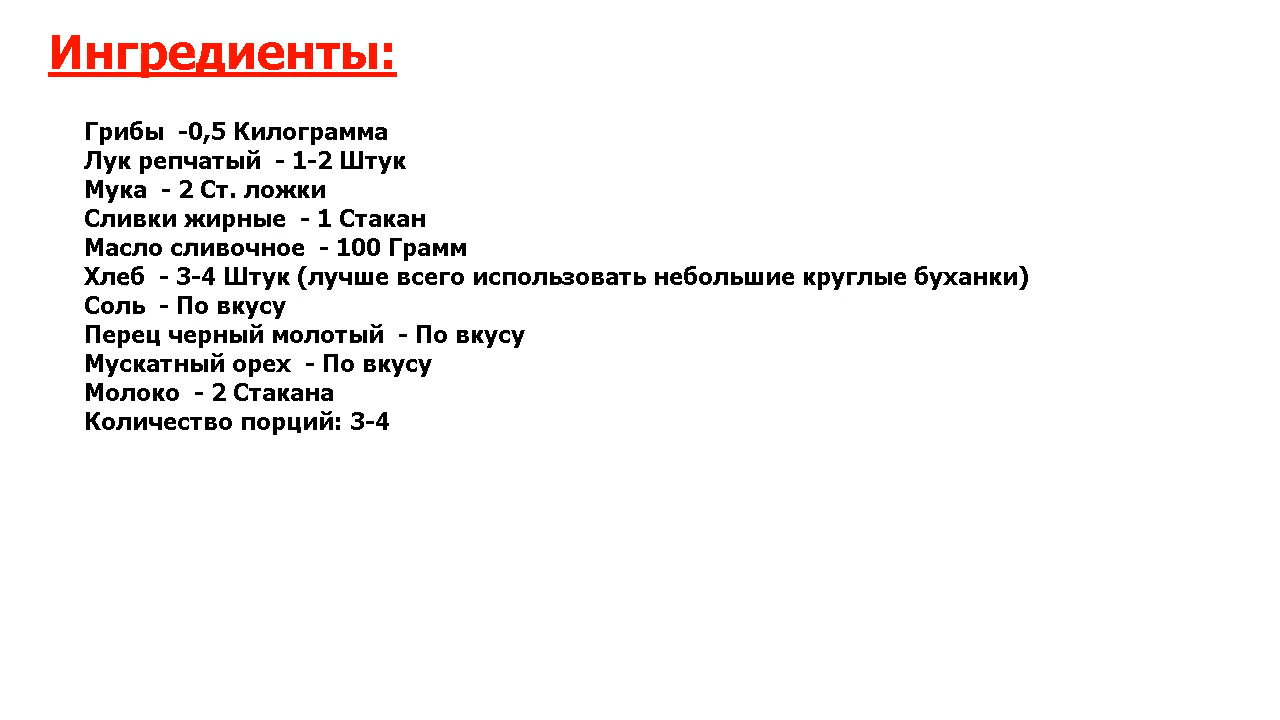 Ингредиенты:
Грибы  -0,5 Килограмма
Лук репчатый  - 1-2 Штук
Мука  - 2 Ст. ложки
Сливки жирные  - 1 Стакан
Масло сливочное  - 100 Грамм
Хлеб  - 3-4 Штук (лучше всего использовать небольшие круглые буханки)
Соль  - По вкусу
Перец черный молотый  - По вкусу
Мускатный орех  - По вкусу
Молоко  - 2 Стакана
Количество порций: 3-4